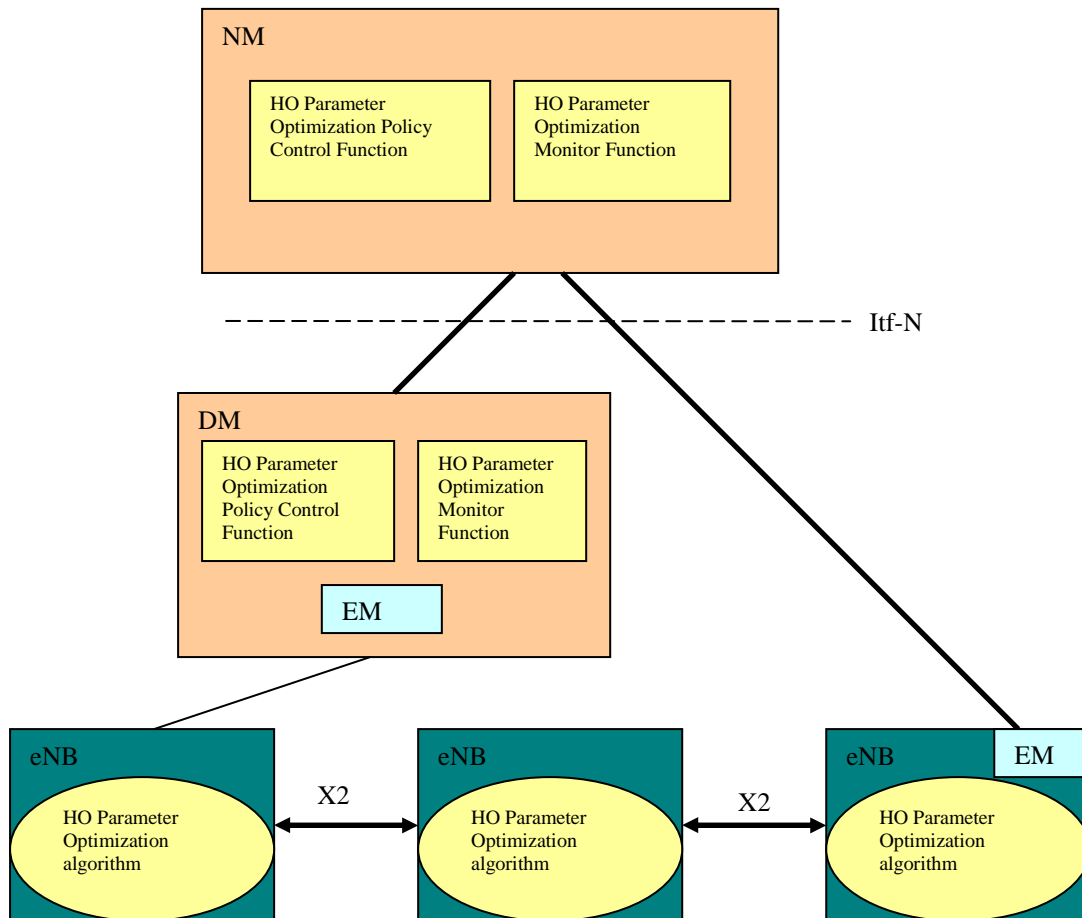 NM
HO Parameter
Optimization Policy
Control Function
HO Parameter
Optimization
Monitor Function
Itf-N
DM
HO Parameter
Optimization
Policy Control
Function
HO Parameter
Optimization
Monitor
Function
EM
eNB
HO Parameter
Optimization
algorithm
X2
eNB
HO Parameter
Optimization
algorithm
X2
eNB
EM
HO Parameter
Optimization
algorithm